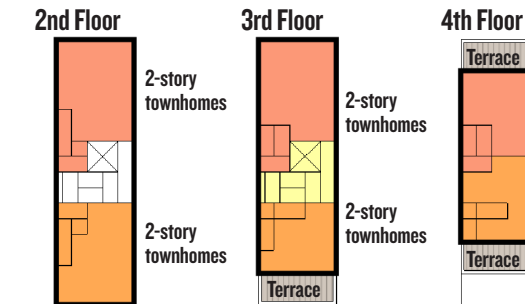 2nd Floor
2-story
townhomes
2-story
townhomes
3rd Floor
2-story
townhomes
2-story
townhomes
Terrace
4th Floor
Terrace
Terrace